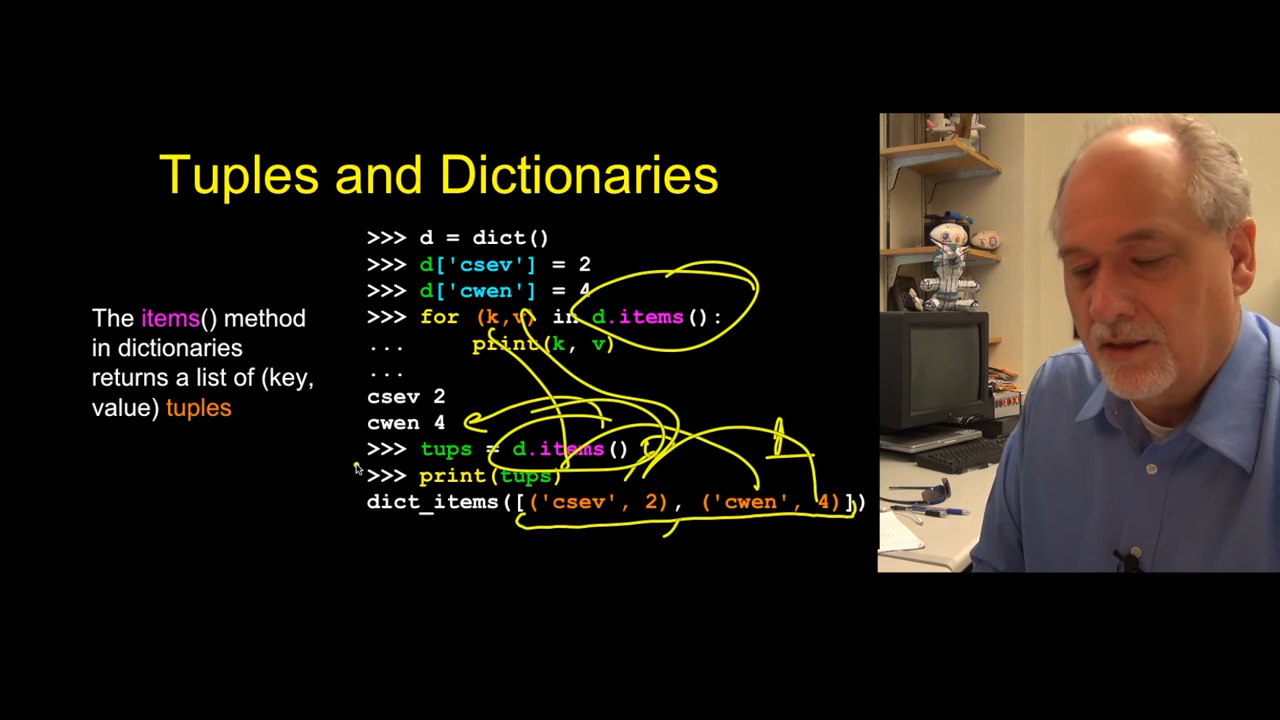 Tuples and Dictionaries
The items() method
in dictionaries
returns a list of (key,
value) tuples
>>> d = dict()
>>> d['csev'] = 2
>>> d['cwen'] = 4
>>> for (k,v) in d.items():
...     print(k, v)
...
csev 2
cwen 4
>>> tups = d.items()
>>> print(tups)
dict_items([('csev', 2), ('cwen', 4)])